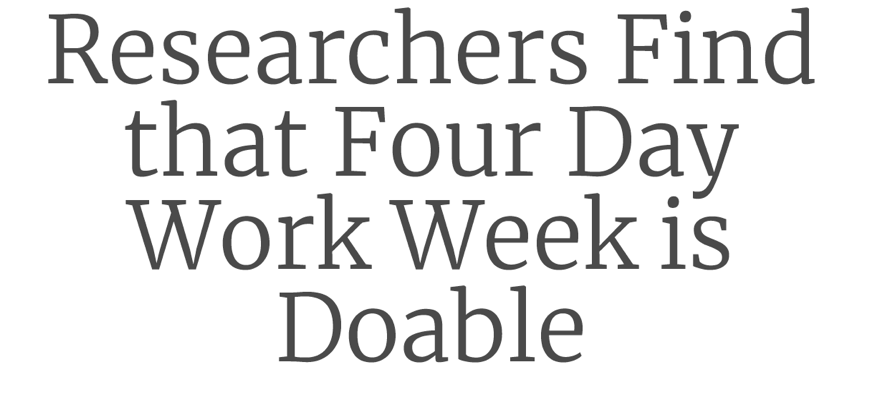 Researchers Find
that Four Day
Work Week is
Doable